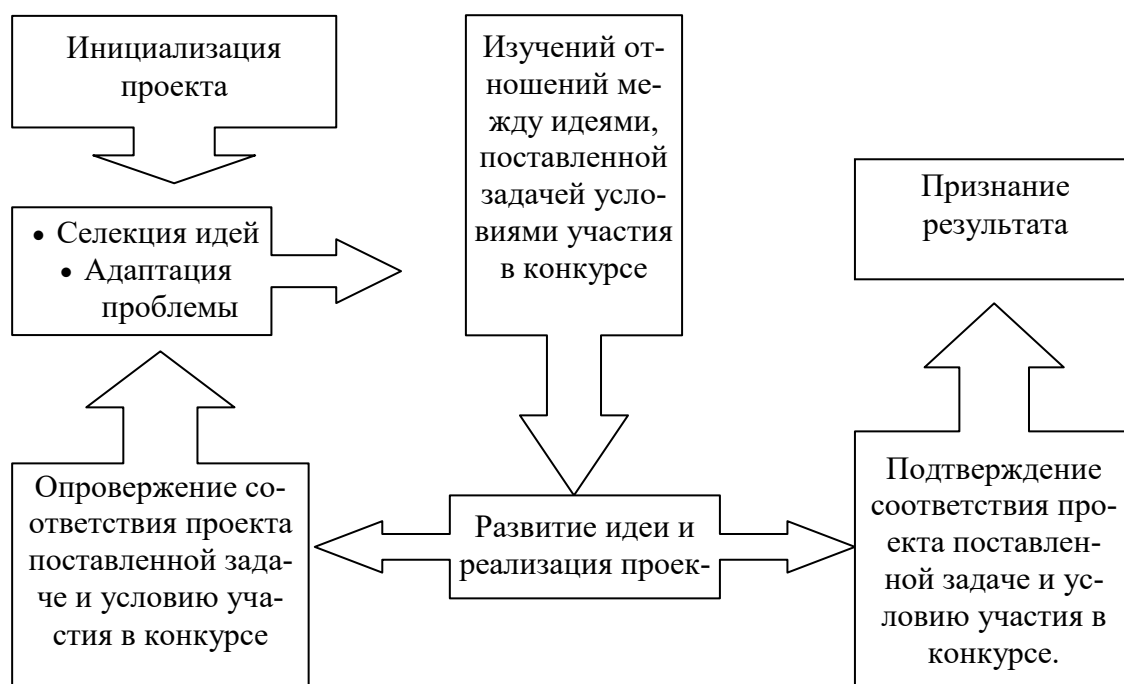 Инициализация
проекта
• Селекция идей
• Адаптация
проблемы
Изучений от-
ношений ме-
жду идеями,
поставленной
задачей усло-
виями участия
в конкурсе
Развитие идеи и
реализация проек-
Опровержение со-
ответствия проекта
поставленной зада-
че и условию уча-
стия в конкурсе
Подтверждение
соответствия про-
екта поставлен-
ной задаче и ус-
ловию участия в
конкурсе.
Признание
результата